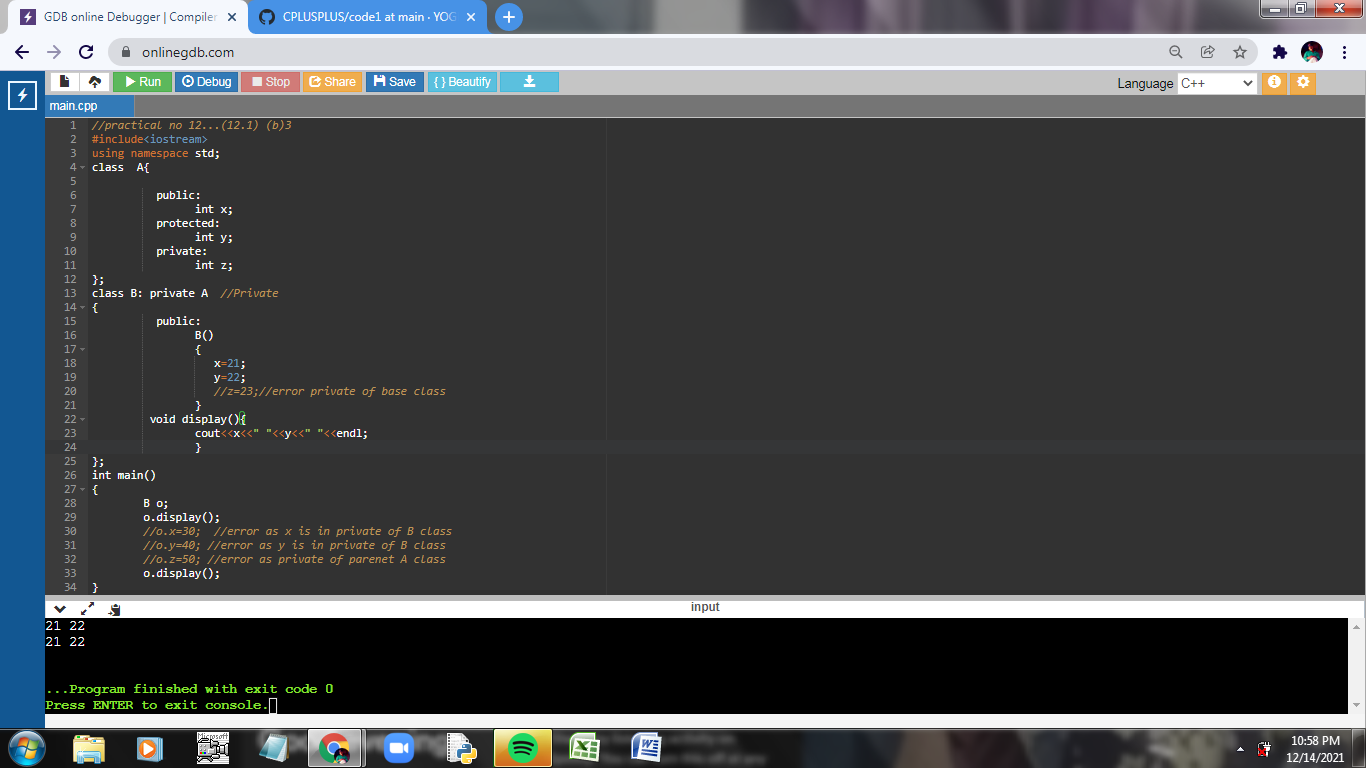 GDB online Debugger | Compiler
CPLUSPLUS/code1 at main · YOG
onlinegdb.com
Run Debug Stop Share Save { } Beautify
Language C++
main.cpp
1 //practical no 12...(12.1) (b)3
2 #include<iostream>
3 using namespace std;
4 class A{
5
6 public:
7 int x;
8 protected:
9 int y;
10 private:
11 int z;
12 };
13 class B: private A //Private
14 {
15 public:
16 B()
17 {
18 x=21;
19 y=22;
20 //z=23;//error private of base class
21 }
22 void display(){
23 cout<<x<<" "<<y<<" "<<endl;
24 }
25 };
26 int main()
27 {
28 B o;
29 o.display();
30 //o.x=30; //error as x is in private of B class
31 //o.y=40; //error as y is in private of B class
32 //o.z=50; //error as private of parenet A class
33 o.display();
34 }
input
21 22
21 22
...Program finished with exit code 0
Press ENTER to exit console.
Microsoft
10:58 PM
12/14/2021